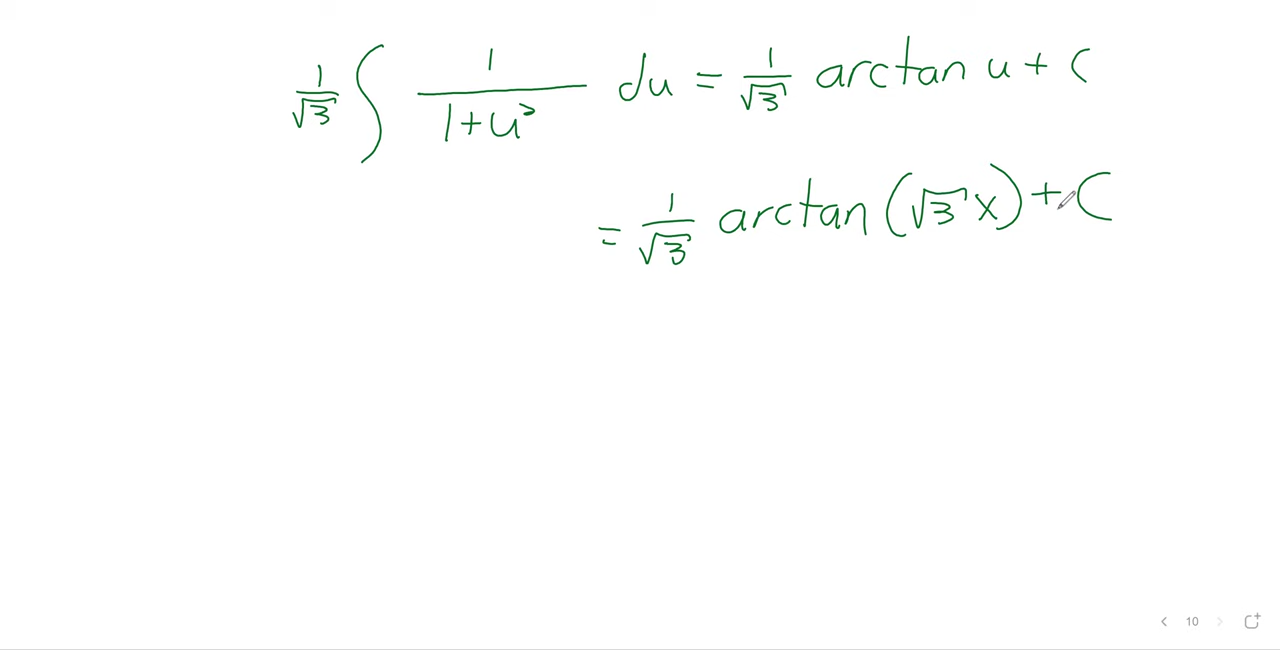 1/√3 ∫ 1/(1+u²) du = 1/√3 arctan u + C
= 1/√3 arctan (√3 x) + C
10